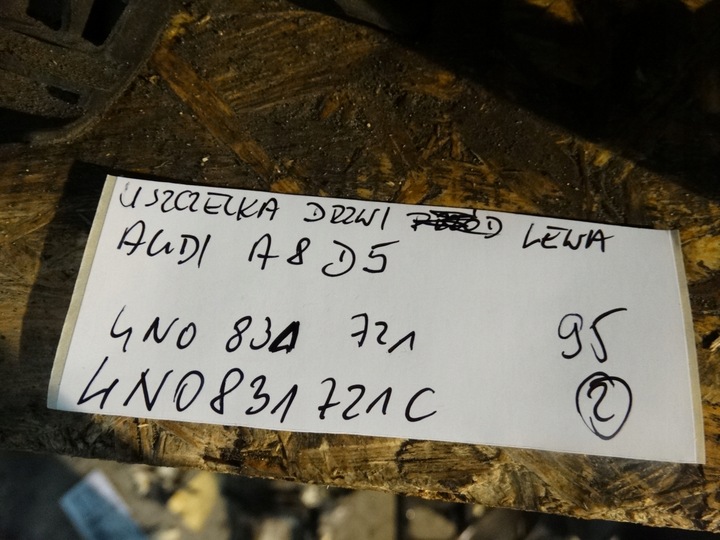 USZCZELKA DRZWI LEWA
AUDI A8 D5
4N0 831 721 95
4N0831721C 2